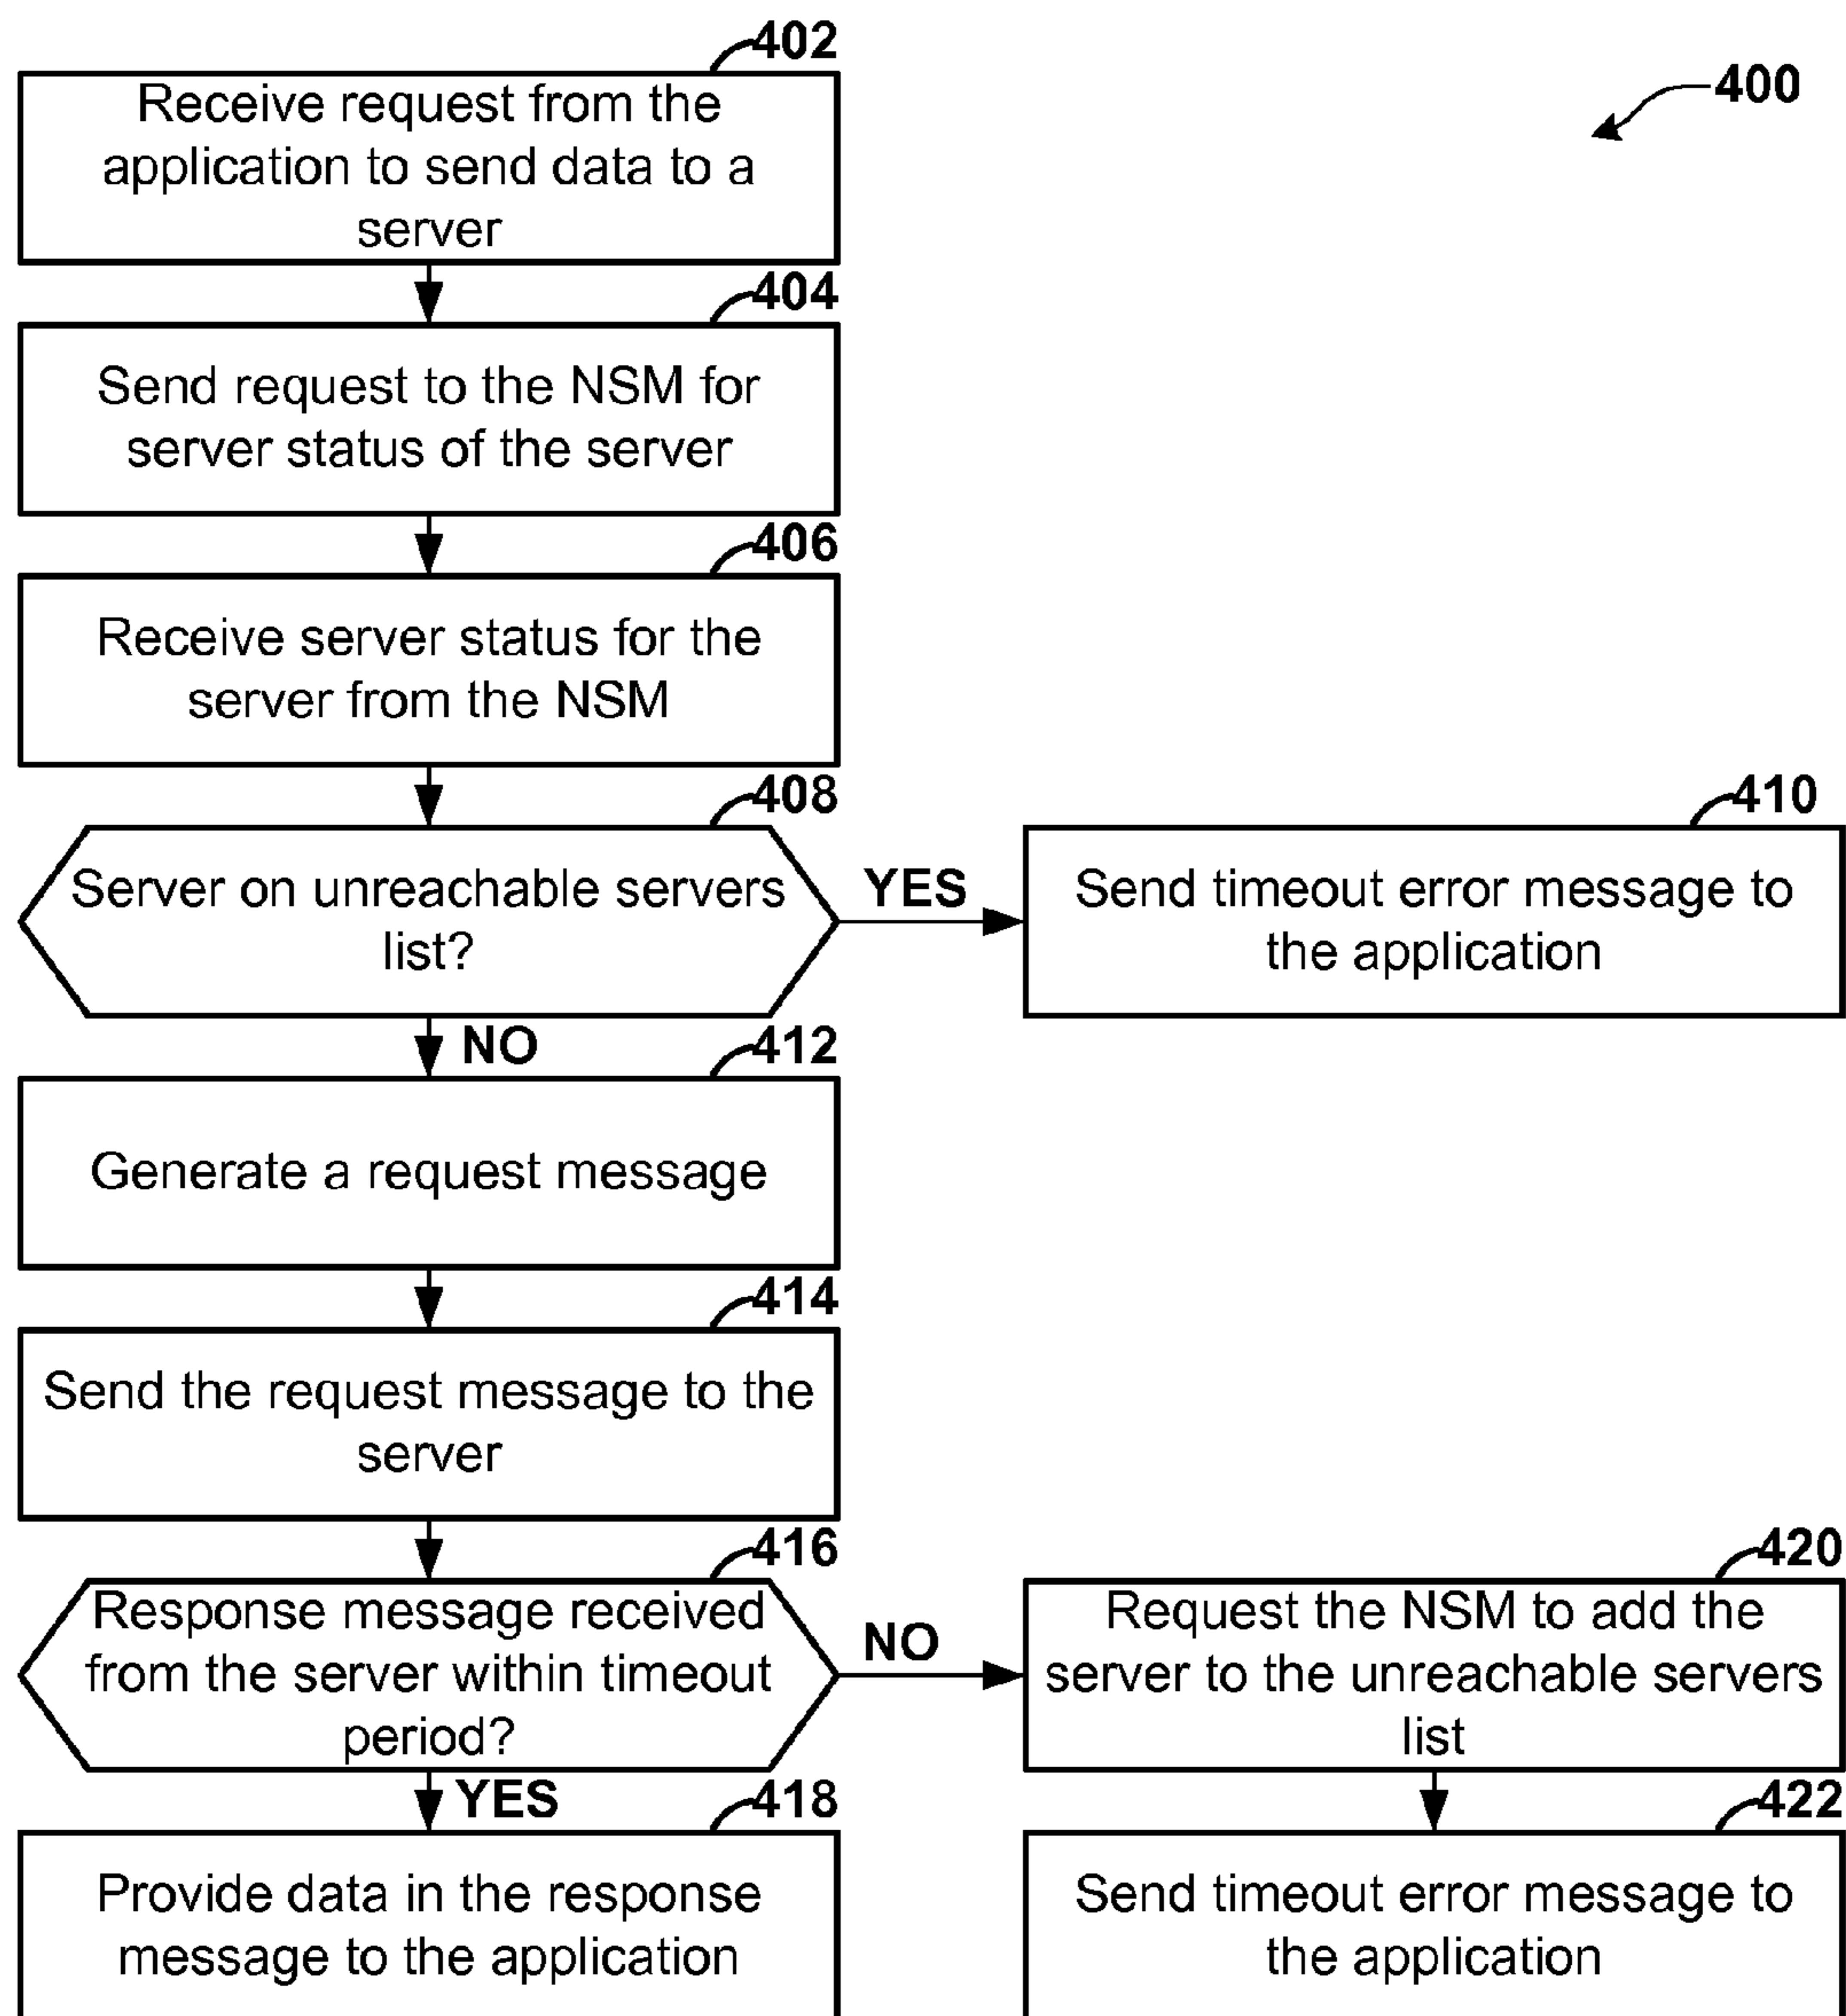 402
400
Receive request from the
application to send data to a
server
404
Send request to the NSM for
server status of the server
406
Receive server status for the
server from the NSM
408
410
Server on unreachable servers
list?
YES
Send timeout error message to
the application
NO
412
Generate a request message
414
Send the request message to the
server
416
420
Response message received
from the server within timeout
period?
NO
Request the NSM to add the
server to the unreachable servers
list
YES
418
422
Provide data in the response
message to the application
Send timeout error message to
the application